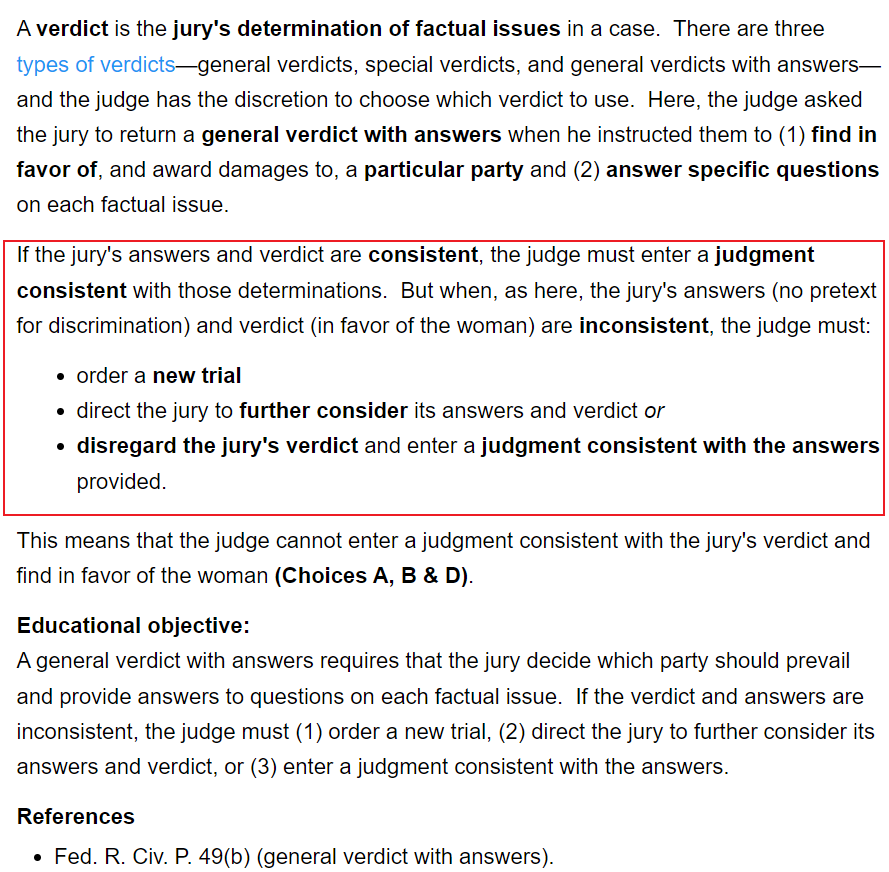 A verdict is the jury's determination of factual issues in a case. There are three
types of verdicts—general verdicts, special verdicts, and general verdicts with answers—
and the judge has the discretion to choose which verdict to use. Here, the judge asked
the jury to return a general verdict with answers when he instructed them to (1) find in
favor of, and award damages to, a particular party and (2) answer specific questions
on each factual issue.
If the jury's answers and verdict are consistent, the judge must enter a judgment
consistent with those determinations. But when, as here, the jury's answers (no pretext
for discrimination) and verdict (in favor of the woman) are inconsistent, the judge must:
• order a new trial
• direct the jury to further consider its answers and verdict or
• disregard the jury's verdict and enter a judgment consistent with the answers
provided.
This means that the judge cannot enter a judgment consistent with the jury's verdict and
find in favor of the woman (Choices A, B & D).
Educational objective:
A general verdict with answers requires that the jury decide which party should prevail
and provide answers to questions on each factual issue. If the verdict and answers are
inconsistent, the judge must (1) order a new trial, (2) direct the jury to further consider its
answers and verdict, or (3) enter a judgment consistent with the answers.
References
• Fed. R. Civ. P. 49(b) (general verdict with answers).